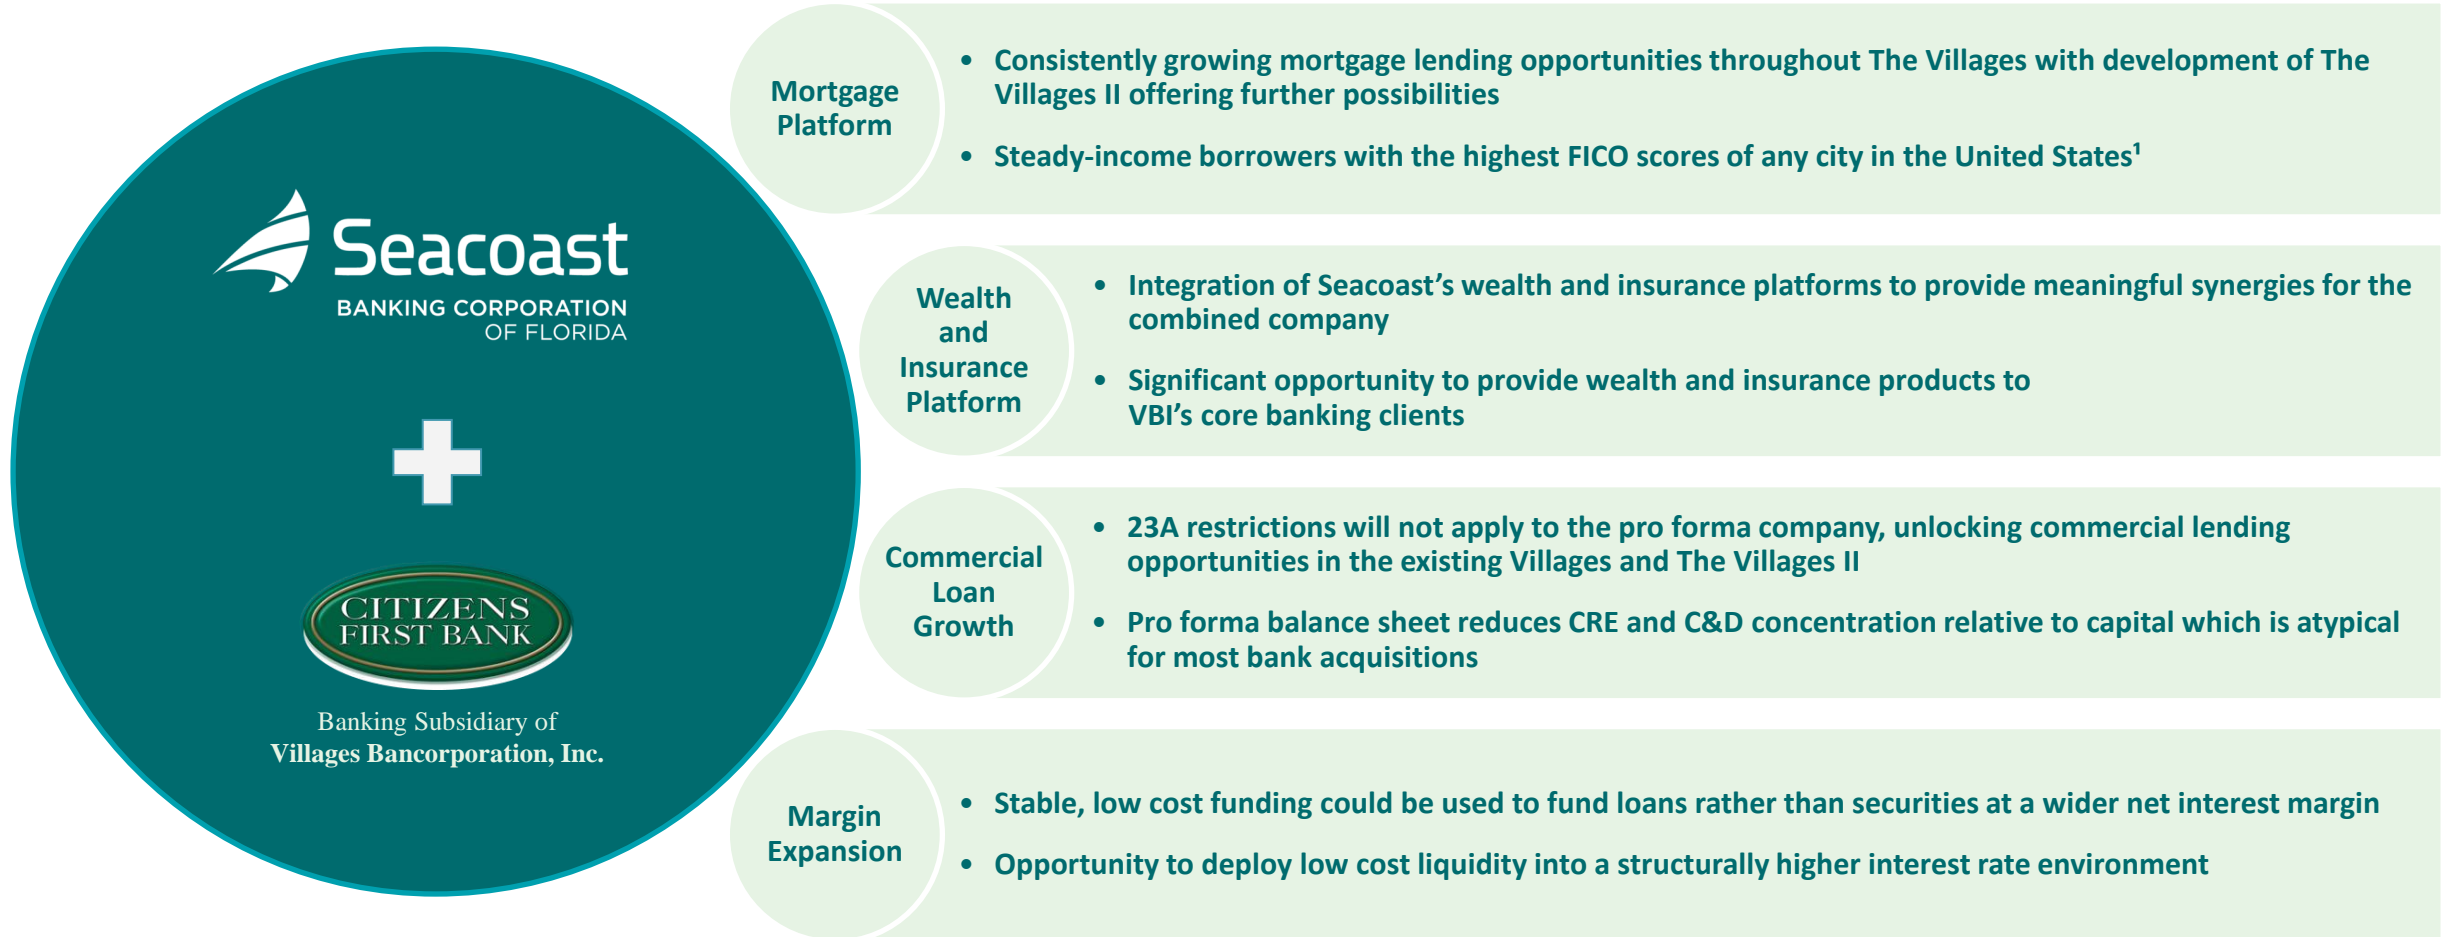 Seacoast
BANKING CORPORATION
OF FLORIDA
CITIZENS
FIRST BANK
Banking Subsidiary of
Villages Bancorporation, Inc.
Mortgage
Platform
• Consistently growing mortgage lending opportunities throughout The Villages with development of The
Villages II offering further possibilities
• Steady-income borrowers with the highest FICO scores of any city in the United States¹
Wealth
and
Insurance
Platform
• Integration of Seacoast’s wealth and insurance platforms to provide meaningful synergies for the
combined company
• Significant opportunity to provide wealth and insurance products to
VBI’s core banking clients
Commercial
Loan
Growth
• 23A restrictions will not apply to the pro forma company, unlocking commercial lending
opportunities in the existing Villages and The Villages II
• Pro forma balance sheet reduces CRE and C&D concentration relative to capital which is atypical
for most bank acquisitions
Margin
Expansion
• Stable, low cost funding could be used to fund loans rather than securities at a wider net interest margin
• Opportunity to deploy low cost liquidity into a structurally higher interest rate environment